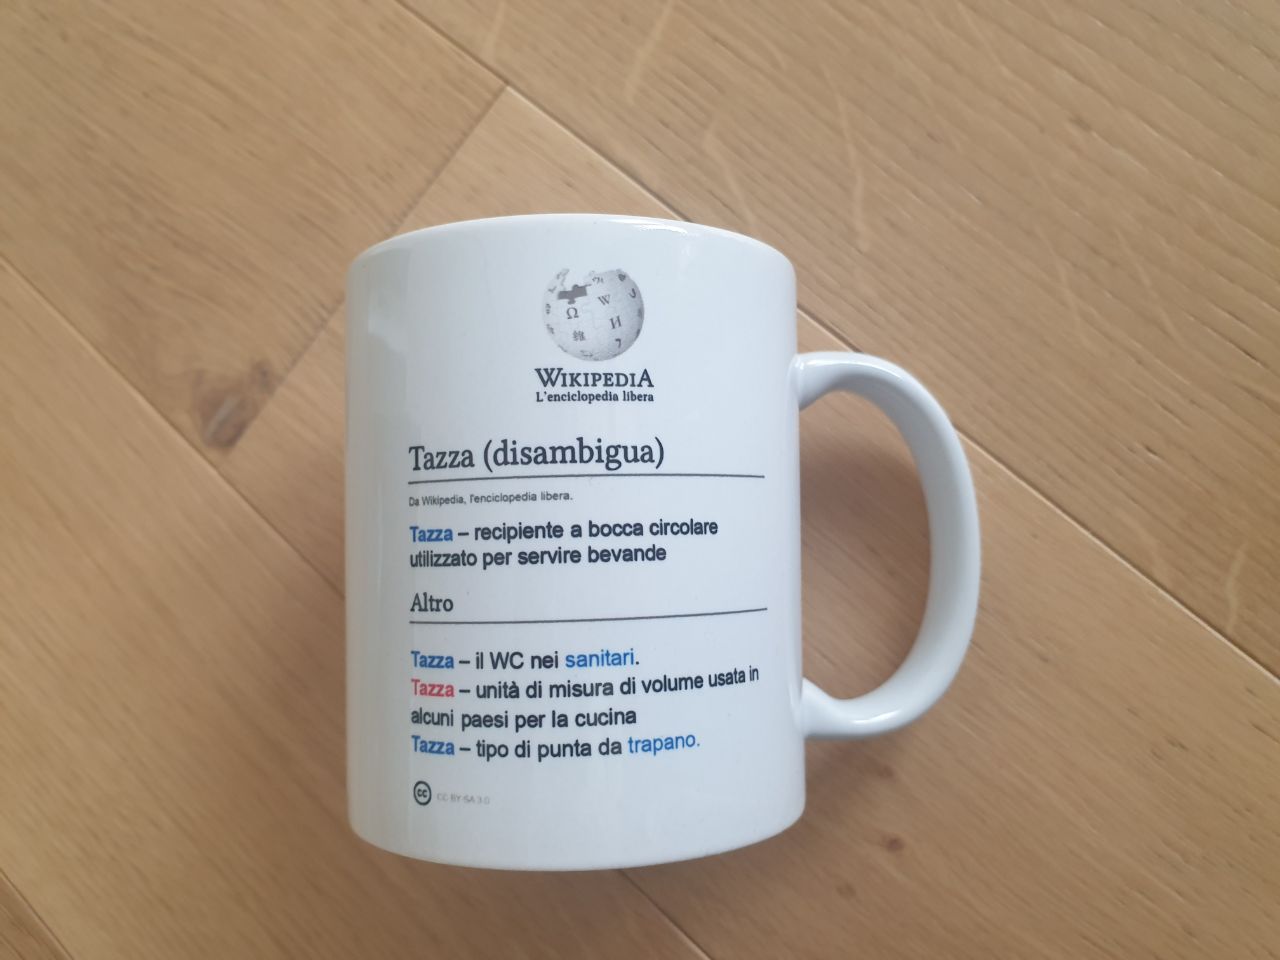 Ω W И 維
WIKIPEDIA
L'enciclopedia libera
Tazza (disambigua)
Da Wikipedia, l'enciclopedia libera.
Tazza – recipiente a bocca circolare
utilizzato per servire bevande
Altro
Tazza – il WC nei sanitari.
Tazza – unità di misura di volume usata in
alcuni paesi per la cucina
Tazza – tipo di punta da trapano.
cc CC BY-SA 3.0